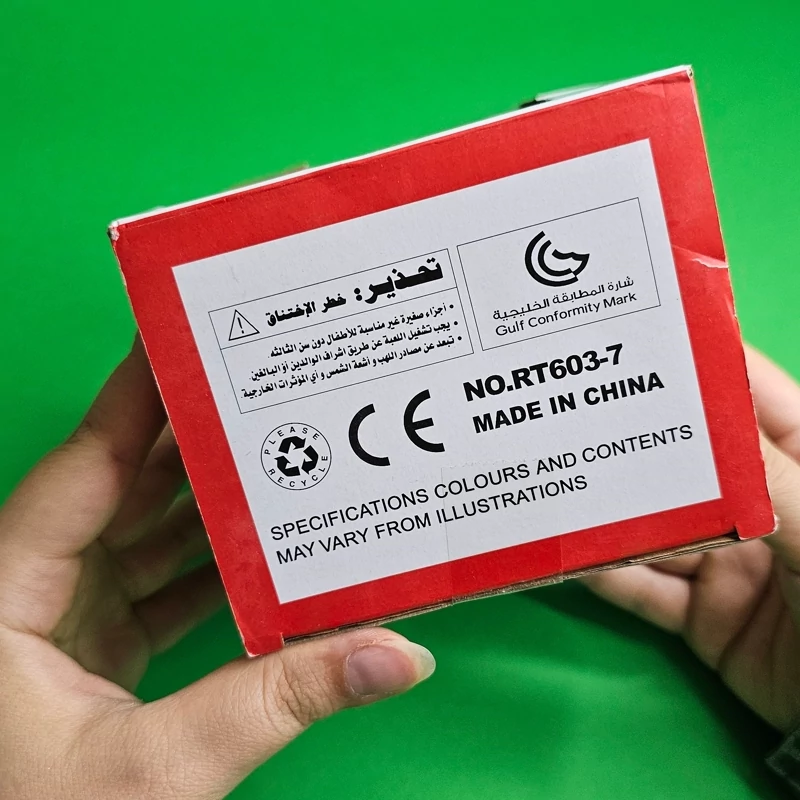 تحـذيـر: خطر الإختناق
• أجزاء صغيرة غير مناسبة للأطفال دون سن الثالثه.
• يجب تشغيل اللعبة عن طريق اشراف الوالدين أو البالغين.
• تبعد عن مصادر اللهب و أشعة الشمس و أي المؤثرات الخارجية
شارة المطابقة الخليجية
Gulf Conformity Mark
PLEASE
RECYCLE
CE
NO.RT603-7
MADE IN CHINA
SPECIFICATIONS COLOURS AND CONTENTS
MAY VARY FROM ILLUSTRATIONS